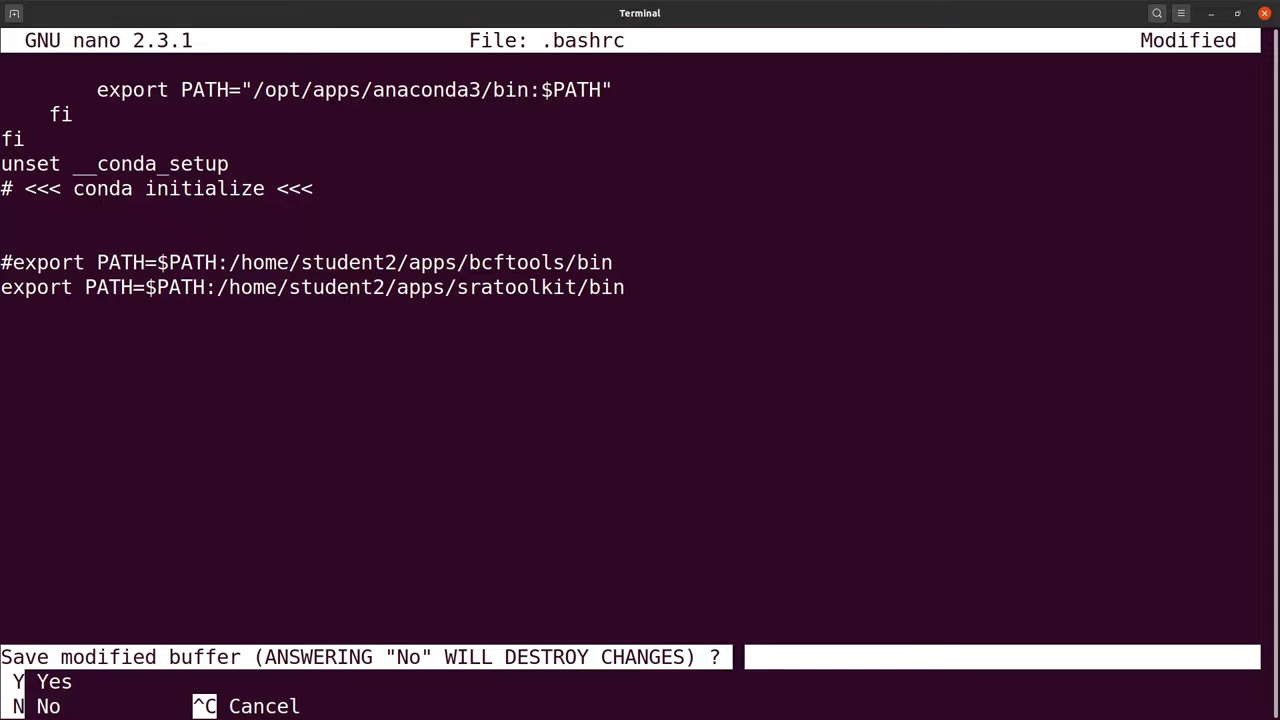 Terminal
GNU nano 2.3.1 File: .bashrc Modified
export PATH="/opt/apps/anaconda3/bin:$PATH"
fi
fi
unset __conda_setup
# <<< conda initialize <<<
#export PATH=$PATH:/home/student2/apps/bcftools/bin
export PATH=$PATH:/home/student2/apps/sratoolkit/bin
Save modified buffer (ANSWERING "No" WILL DESTROY CHANGES) ?
Y Yes
N No ^C Cancel